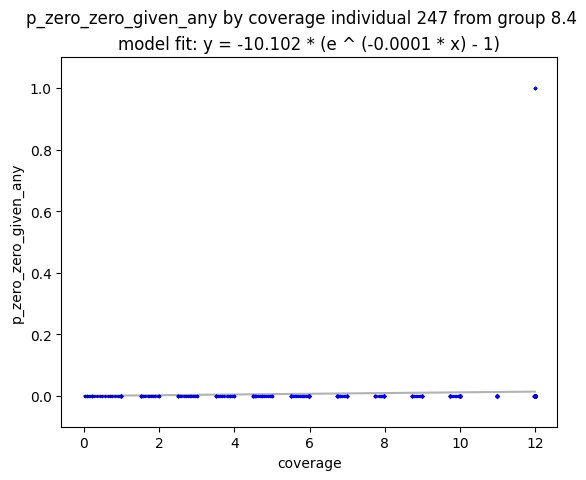 p_zero_zero_given_any by coverage individual 247 from group 8.4
model fit: y = -10.102 * (e ^ (-0.0001 * x) - 1)
1.0
0.8
0.6
0.4
0.2
0.0
p_zero_zero_given_any
0 2 4 6 8 10 12
coverage